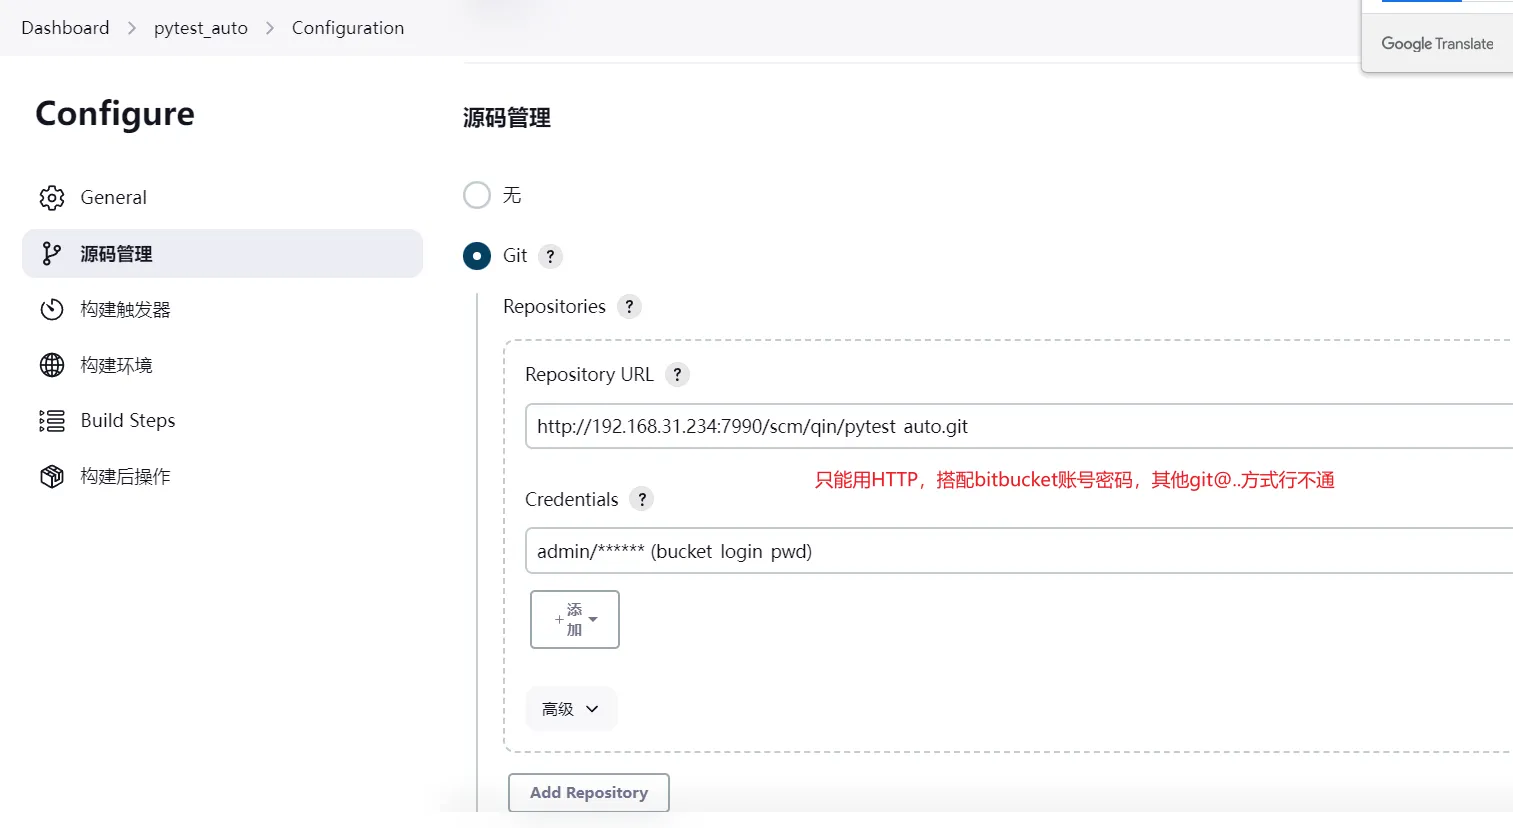 Dashboard > pytest_auto > Configuration
Google Translate
Configure
General
源码管理
构建触发器
构建环境
Build Steps
构建后操作
源码管理
无
Git ?
Repositories ?
Repository URL ?
http://192.168.31.234:7990/scm/qin/pytest_auto.git
只能用HTTP，搭配bitbucket账号密码，其他git@..方式行不通
Credentials ?
admin/****** (bucket login pwd)
+添
加
高级
Add Repository